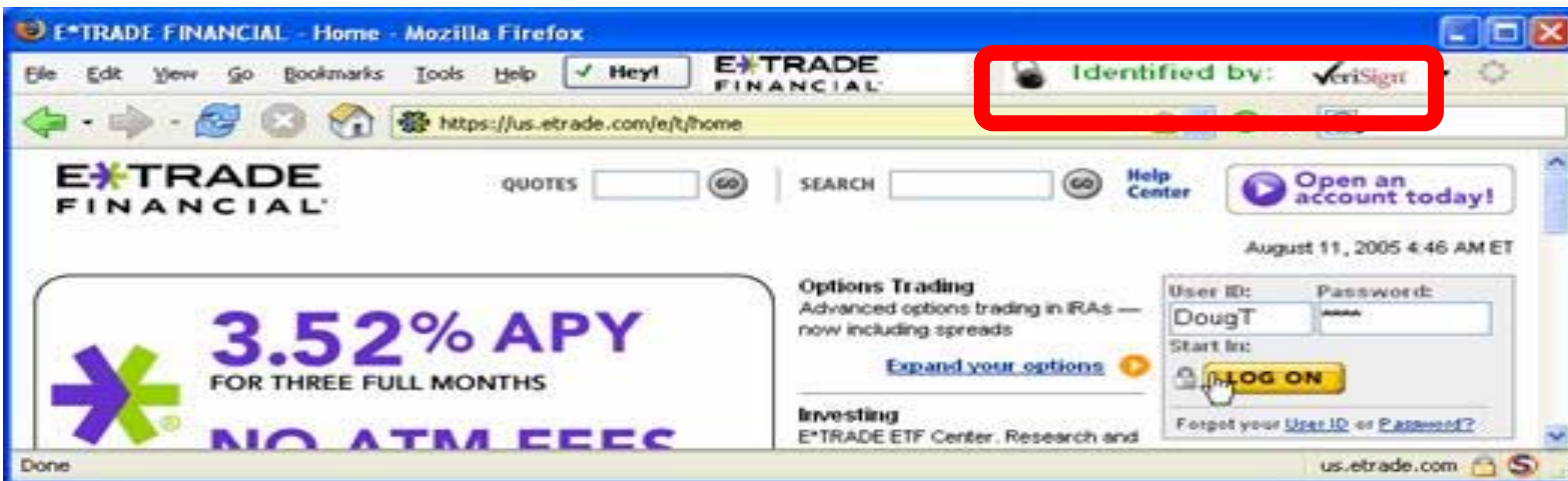 E*TRADE FINANCIAL - Home - Mozilla Firefox
File Edit View Go Bookmarks Tools Help Hey! E*TRADE FINANCIAL Identified by: VeriSign
https://us.etrade.com/e/t/home
E*TRADE FINANCIAL QUOTES GO SEARCH GO Help Center Open an account today!
August 11, 2005 4:46 AM ET
3.52% APY
FOR THREE FULL MONTHS
NO ATM FEES
Options Trading
Advanced options trading in IRAs —
now including spreads
Expand your options
Investing
E*TRADE ETF Center. Research and
User ID: Password:
DougT ****
Start In:
LOG ON
Forgot your User ID or Password?
Done us.etrade.com